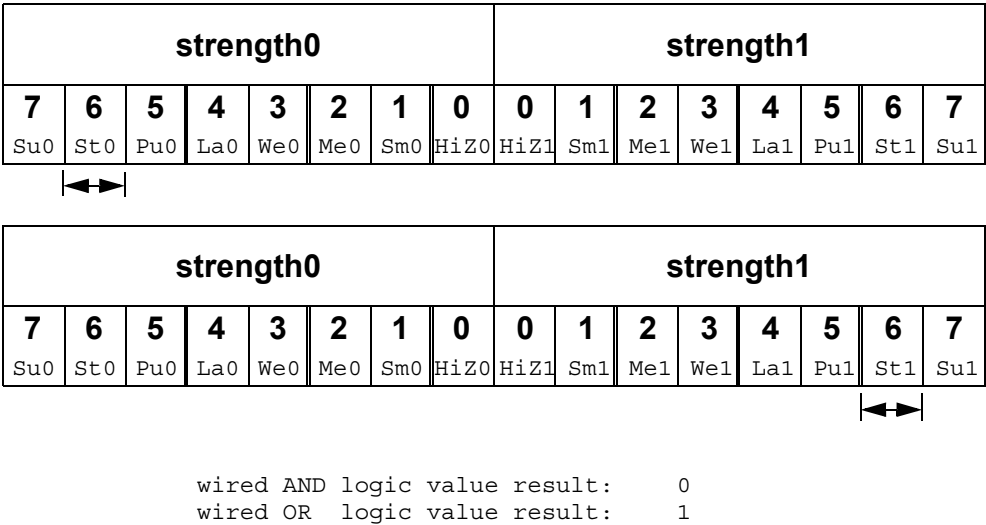 strength0 strength1
7 6 5 4 3 2 1 0 0 1 2 3 4 5 6 7
Su0 St0 Pu0 La0 We0 Me0 Sm0 HiZ0 HiZ1 Sm1 Me1 We1 La1 Pu1 St1 Su1
strength0 strength1
7 6 5 4 3 2 1 0 0 1 2 3 4 5 6 7
Su0 St0 Pu0 La0 We0 Me0 Sm0 HiZ0 HiZ1 Sm1 Me1 We1 La1 Pu1 St1 Su1
wired AND logic value result: 0
wired OR logic value result: 1